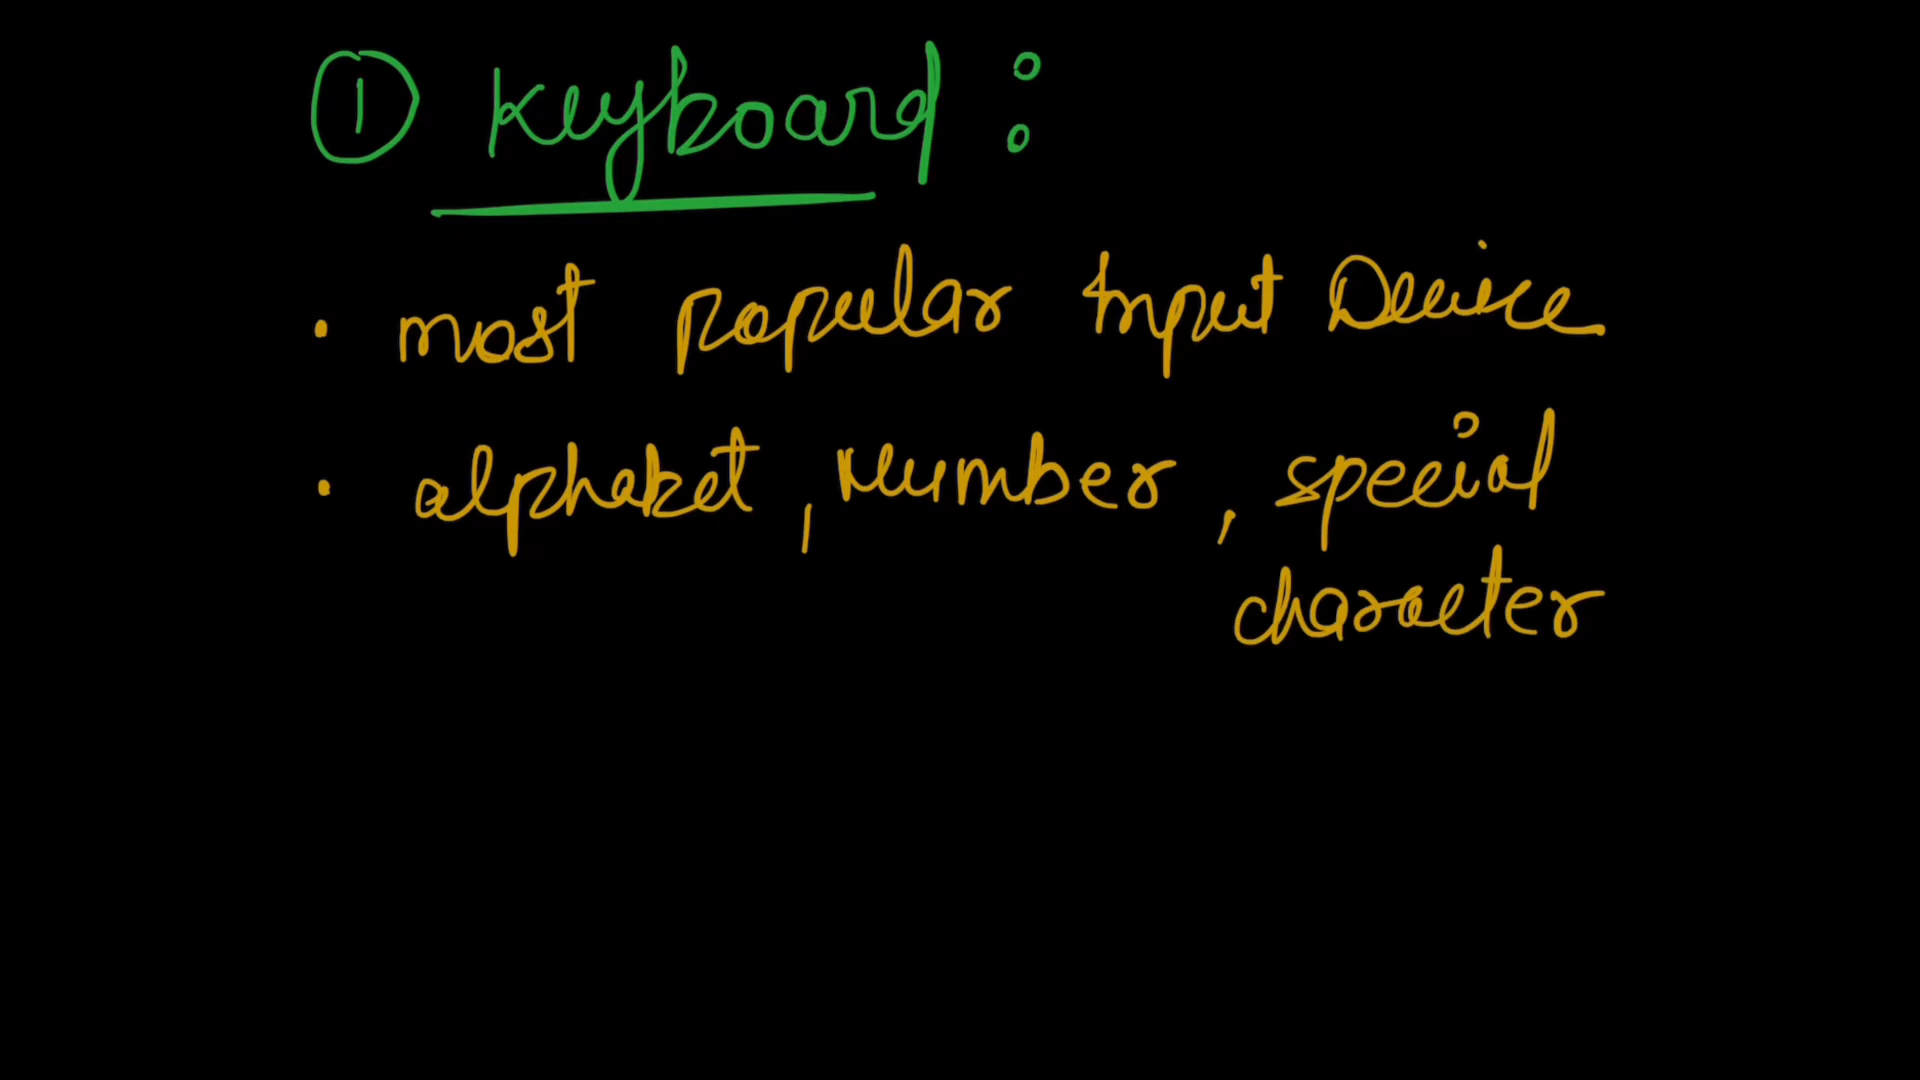 ① Keyboard :
• most popular Input Device
• alphabet, Number, special
character